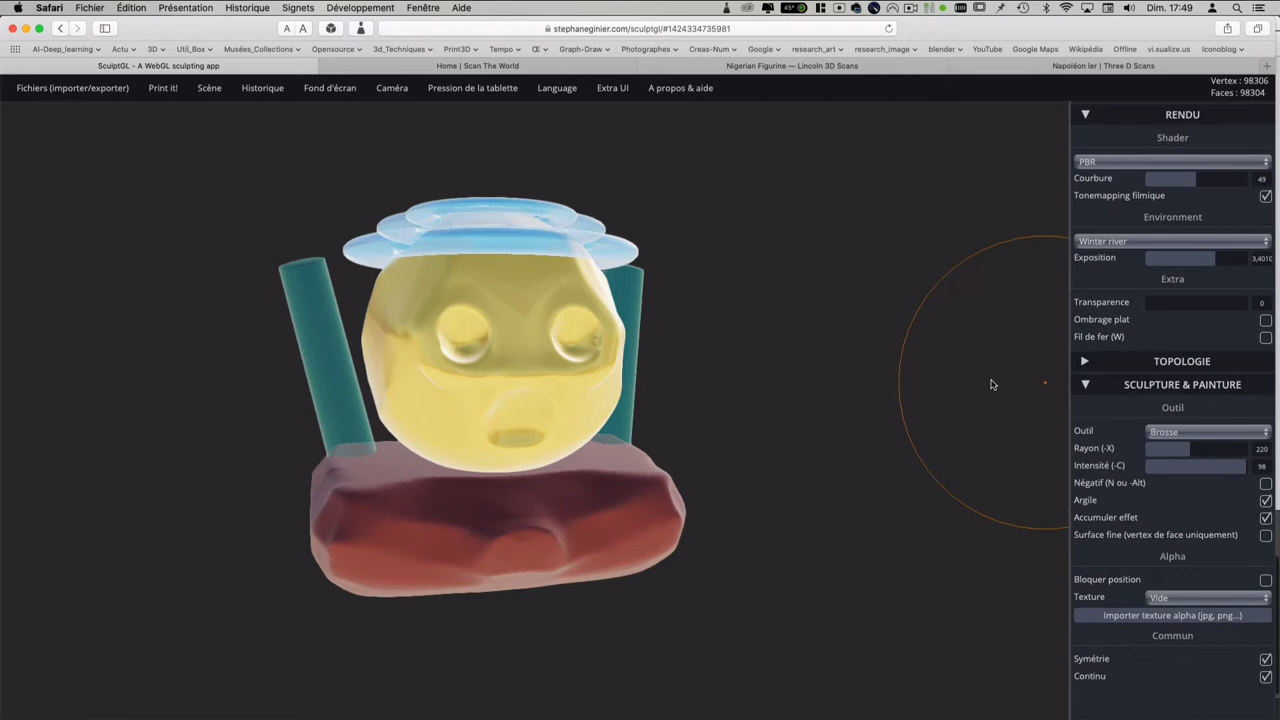 Safari Fichier Édition Présentation Historique Signets Développement Fenêtre Aide 45° Dim. 17:49
stephaneginier.com/sculptgl/#1424334735981
AI-Deep_learning Actu 3D Util_Box Musées_Collections Opensource 3d_Techniques Print3D Tempo Œ Graph-Draw Photographes Creas-Num Google research_art research_image blender YouTube Google Maps Wikipédia Offline vi.sualize.us Iconoblog
SculptGL - A WebGL sculpting app Home | Scan The World Nigerian Figurine — Lincoln 3D Scans Napoléon Ier | Three D Scans
Fichiers (importer/exporter) Print it! Scène Historique Fond d'écran Caméra Pression de la tablette Language Extra UI A propos & aide
Vertex : 98306
Faces : 98304
RENDU
Shader
PBR
Courbure 49
Tonemapping filmique
Environment
Winter river
Exposition 3,4010
Extra
Transparence 0
Ombrage plat
Fil de fer (W)
TOPOLOGIE
SCULPTURE & PAINTURE
Outil
Outil Brosse
Rayon (-X) 220
Intensité (-C) 98
Négatif (N ou -Alt)
Argile
Accumuler effet
Surface fine (vertex de face uniquement)
Alpha
Bloquer position
Texture Vide
Importer texture alpha (jpg, png...)
Commun
Symétrie
Continu